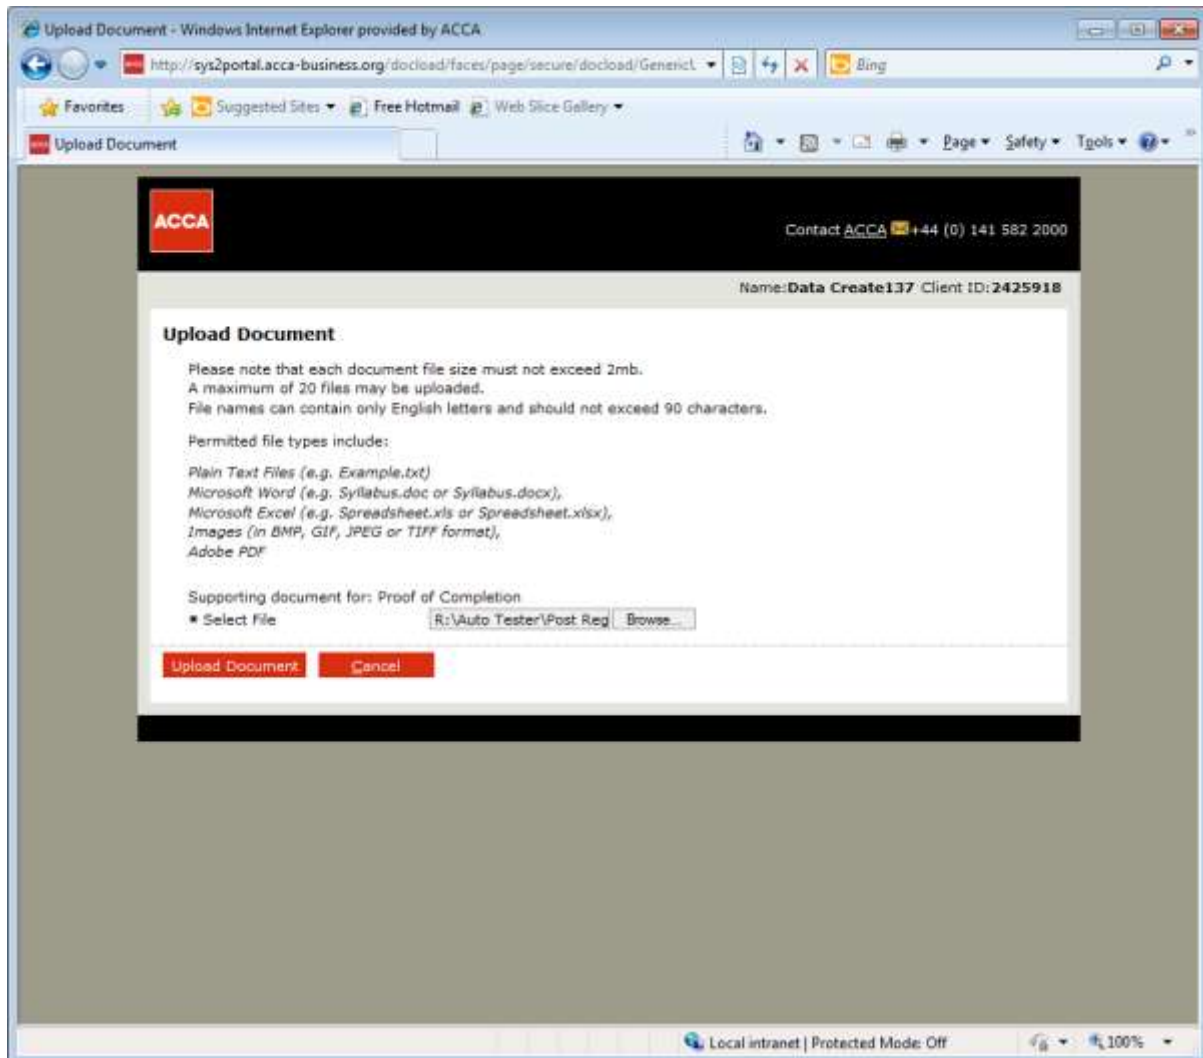 Upload Document - Windows Internet Explorer provided by ACCA
http://sys2portal.acca-business.org/docload/faces/page/secure/docload/GenericU
Bing
Favorites Suggested Sites Free Hotmail Web Slice Gallery
Upload Document Page Safety Tools
ACCA
Contact ACCA +44 (0) 141 582 2000
Name:Data Create137 Client ID:2425918
Upload Document
Please note that each document file size must not exceed 2mb.
A maximum of 20 files may be uploaded.
File names can contain only English letters and should not exceed 90 characters.
Permitted file types include:
Plain Text Files (e.g. Example.txt)
Microsoft Word (e.g. Syllabus.doc or Syllabus.docx),
Microsoft Excel (e.g. Spreadsheet.xls or Spreadsheet.xlsx),
Images (in BMP, GIF, JPEG or TIFF format),
Adobe PDF
Supporting document for: Proof of Completion
Select File R:\Auto Tester\Post Reg Browse...
Upload Document Cancel
Local intranet | Protected Mode: Off 100%